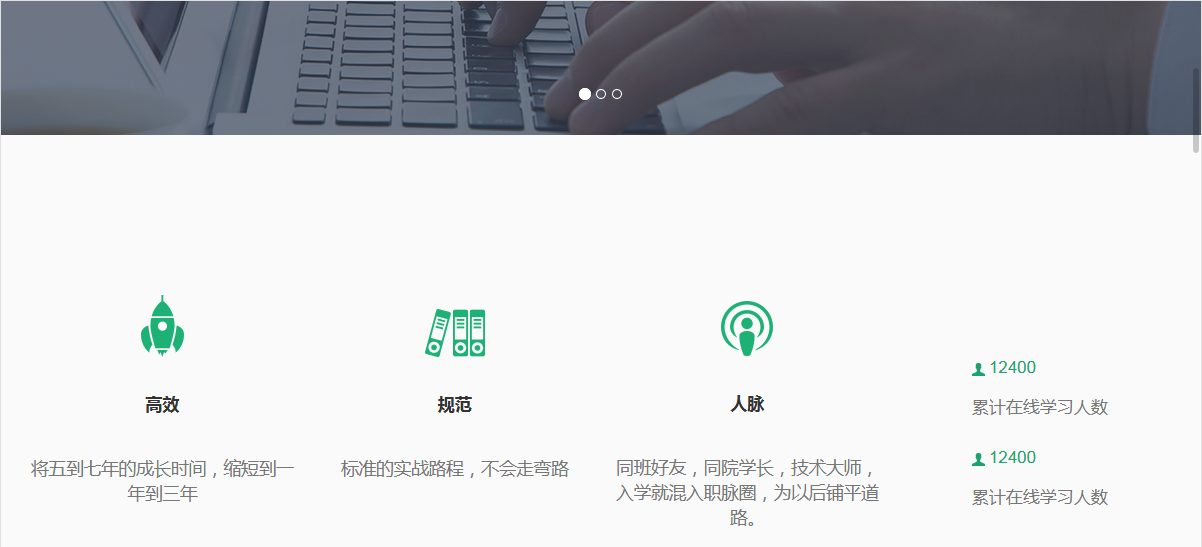 高效
将五到七年的成长时间，缩短到一
年到三年
规范
标准的实战路程，不会走弯路
人脉
同班好友，同院学长，技术大师，
入学就混入职脉圈，为以后铺平道
路。
12400
累计在线学习人数
12400
累计在线学习人数